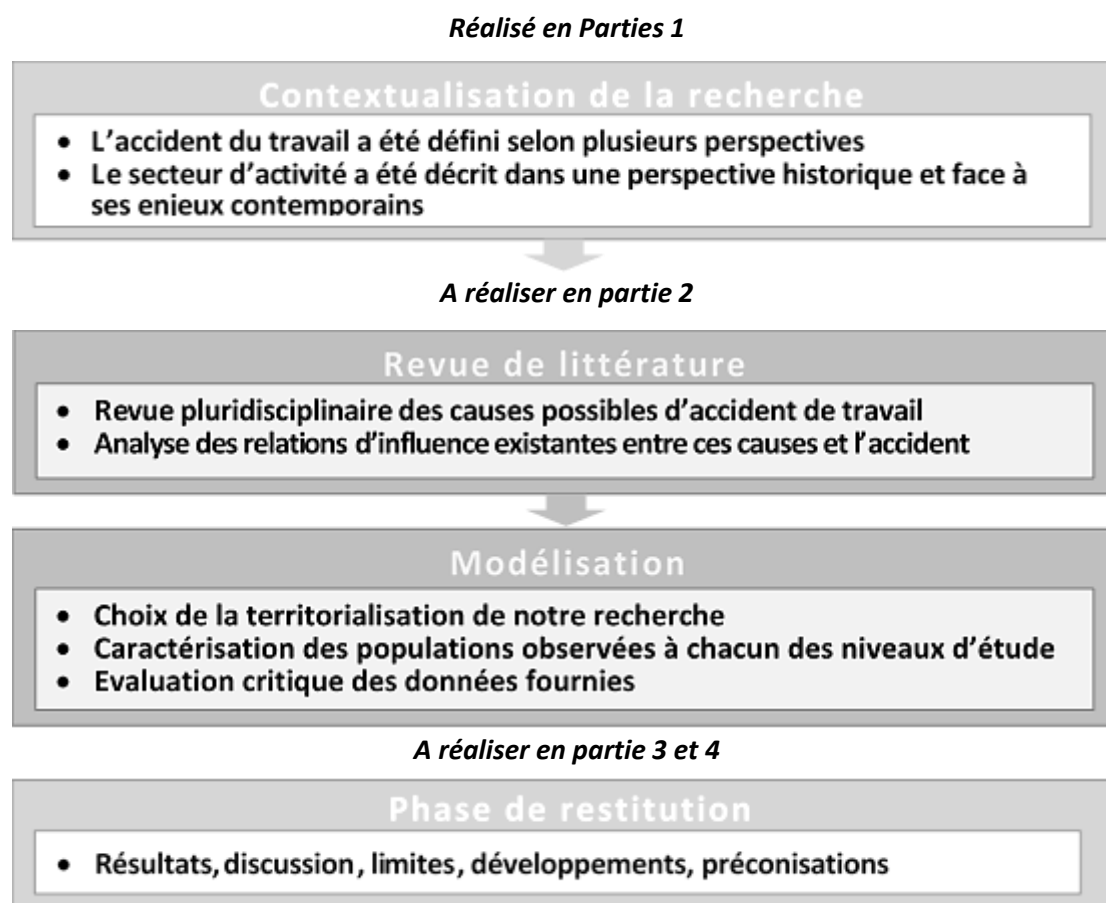 Réalisé en Parties 1
Contextualisation de la recherche
• L'accident du travail a été défini selon plusieurs perspectives
• Le secteur d'activité a été décrit dans une perspective historique et face à
ses enjeux contemporains
A réaliser en partie 2
Revue de littérature
• Revue pluridisciplinaire des causes possibles d'accident de travail
• Analyse des relations d'influence existantes entre ces causes et l'accident
Modélisation
• Choix de la territorialisation de notre recherche
• Caractérisation des populations observées à chacun des niveaux d'étude
• Evaluation critique des données fournies
A réaliser en partie 3 et 4
Phase de restitution
• Résultats, discussion, limites, développements, préconisations